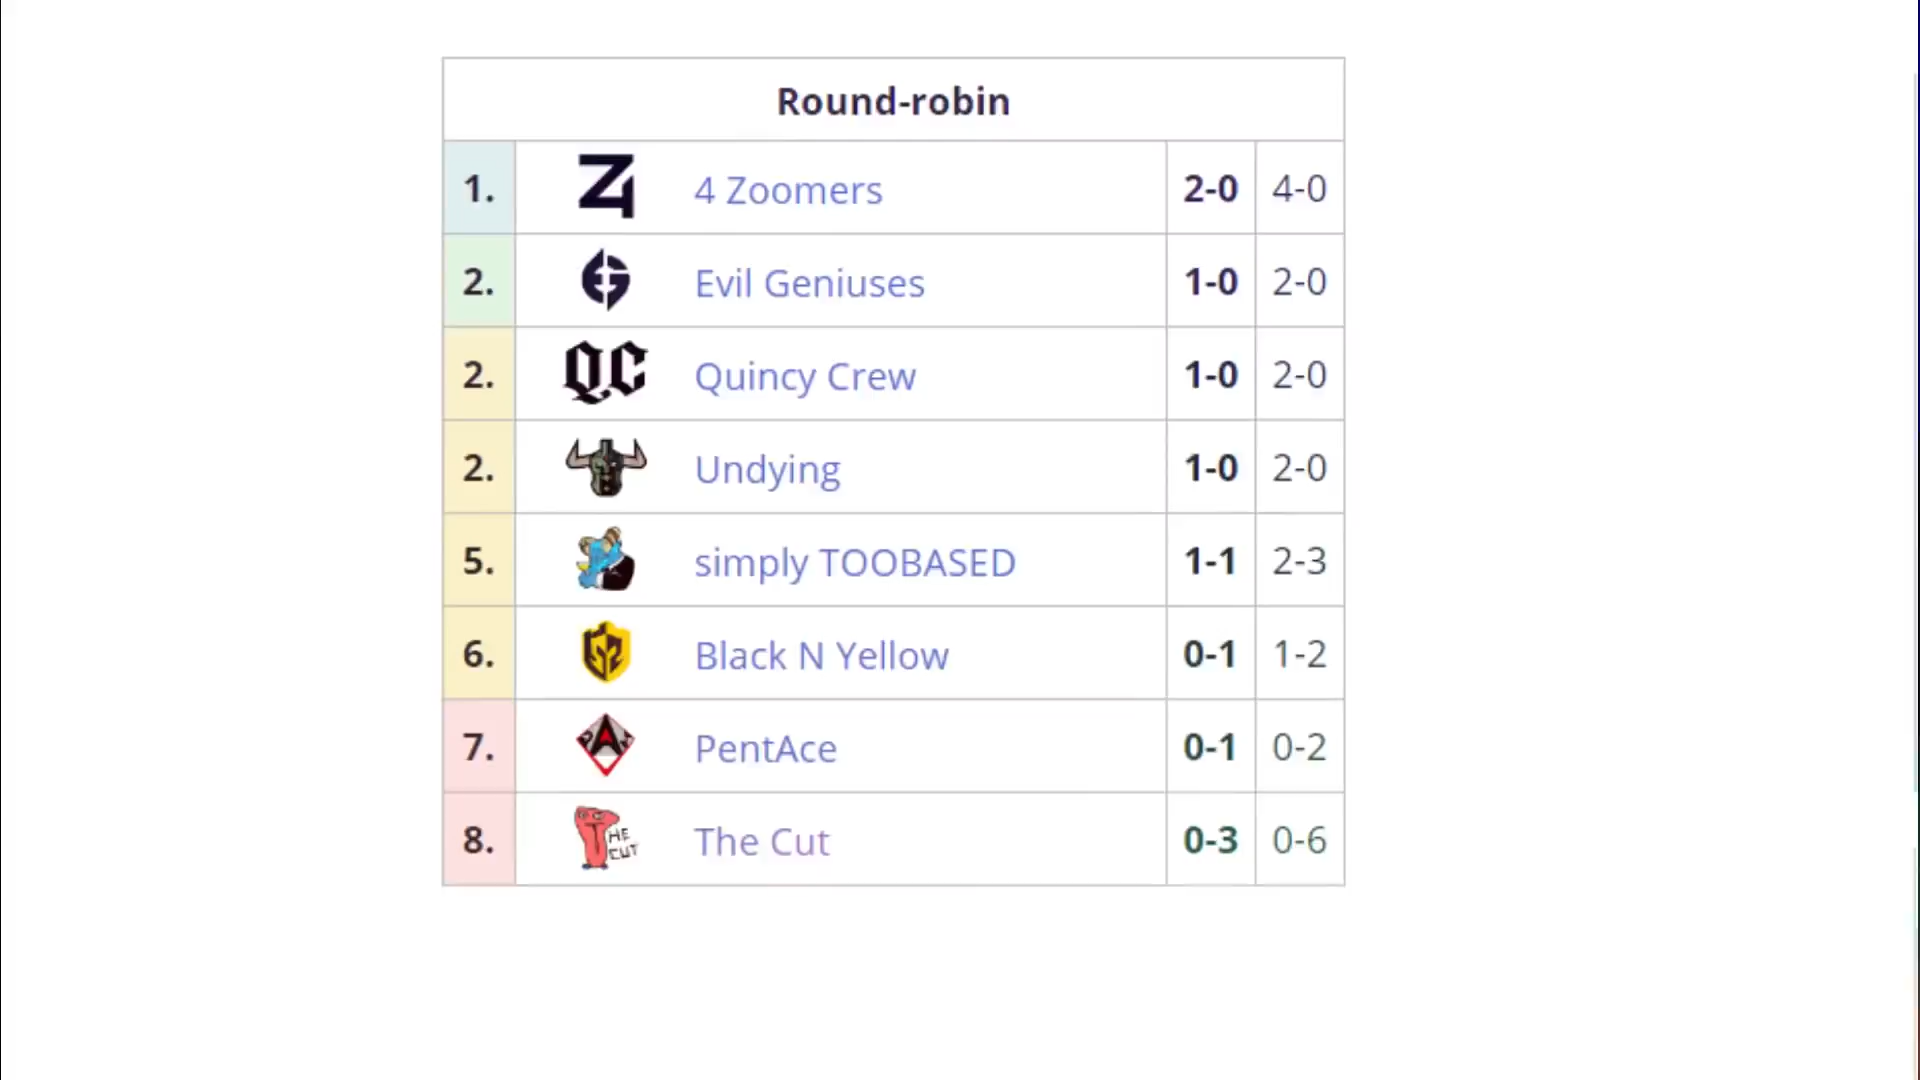 Round-robin
1. Z4 4 Zoomers 2-0 4-0
2. Evil Geniuses 1-0 2-0
2. QC Quincy Crew 1-0 2-0
2. Undying 1-0 2-0
5. simply TOOBASED 1-1 2-3
6. Black N Yellow 0-1 1-2
7. PentAce 0-1 0-2
8. THE CUT The Cut 0-3 0-6